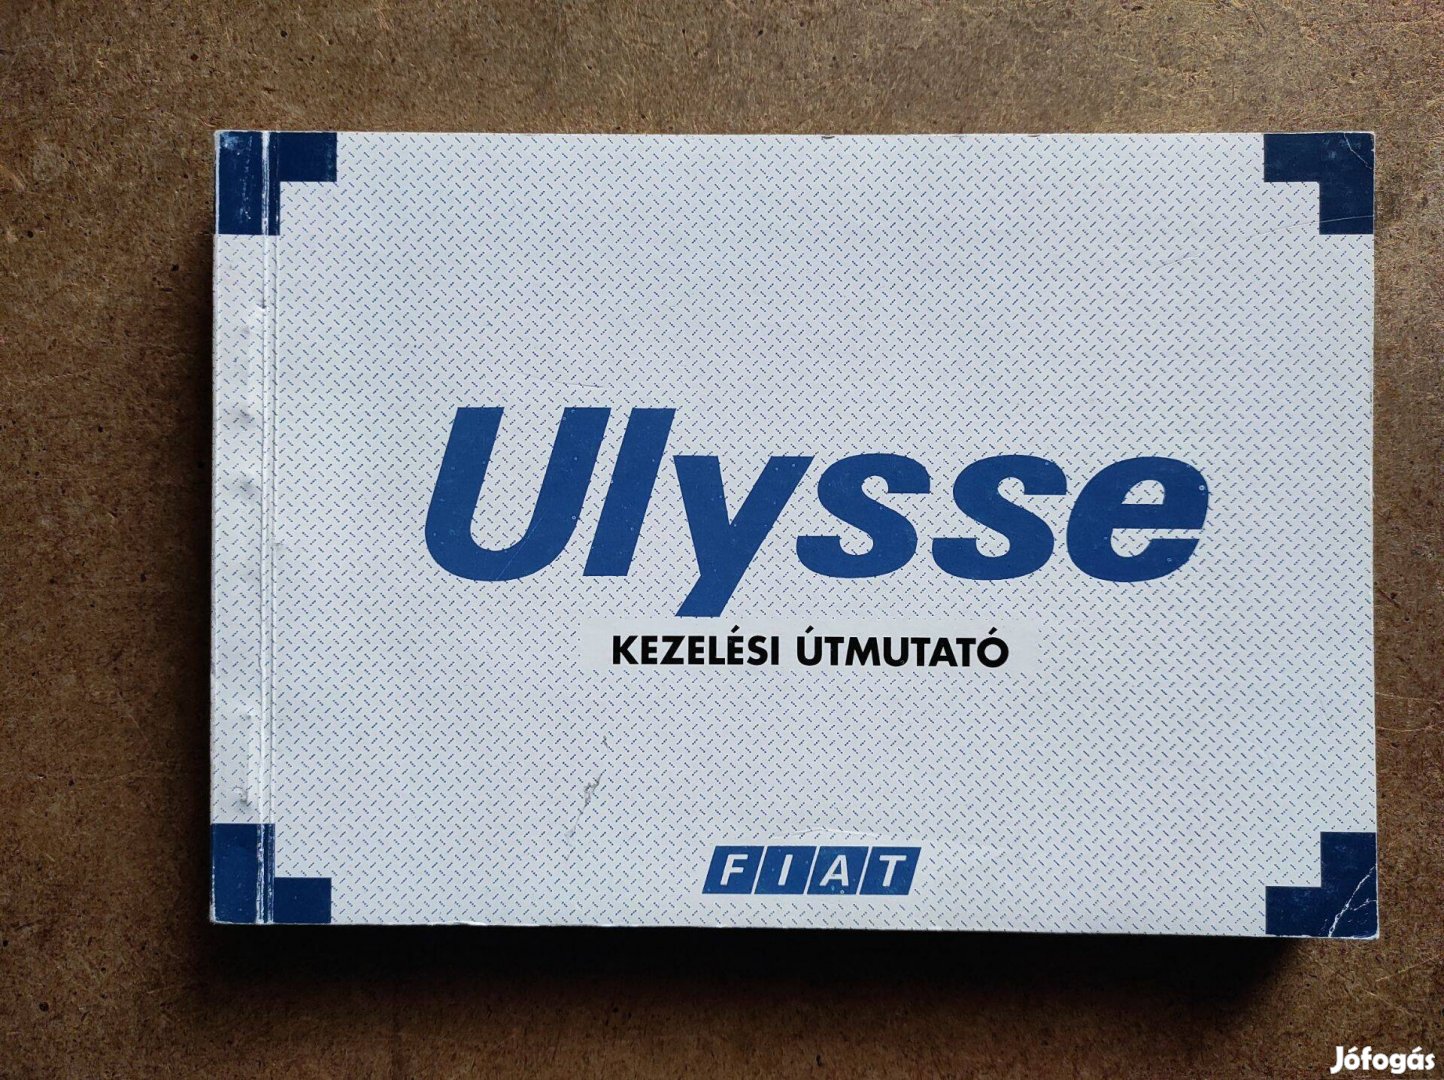 Ulysse
KEZELÉSI ÚTMUTATÓ
FIAT
Jófogás